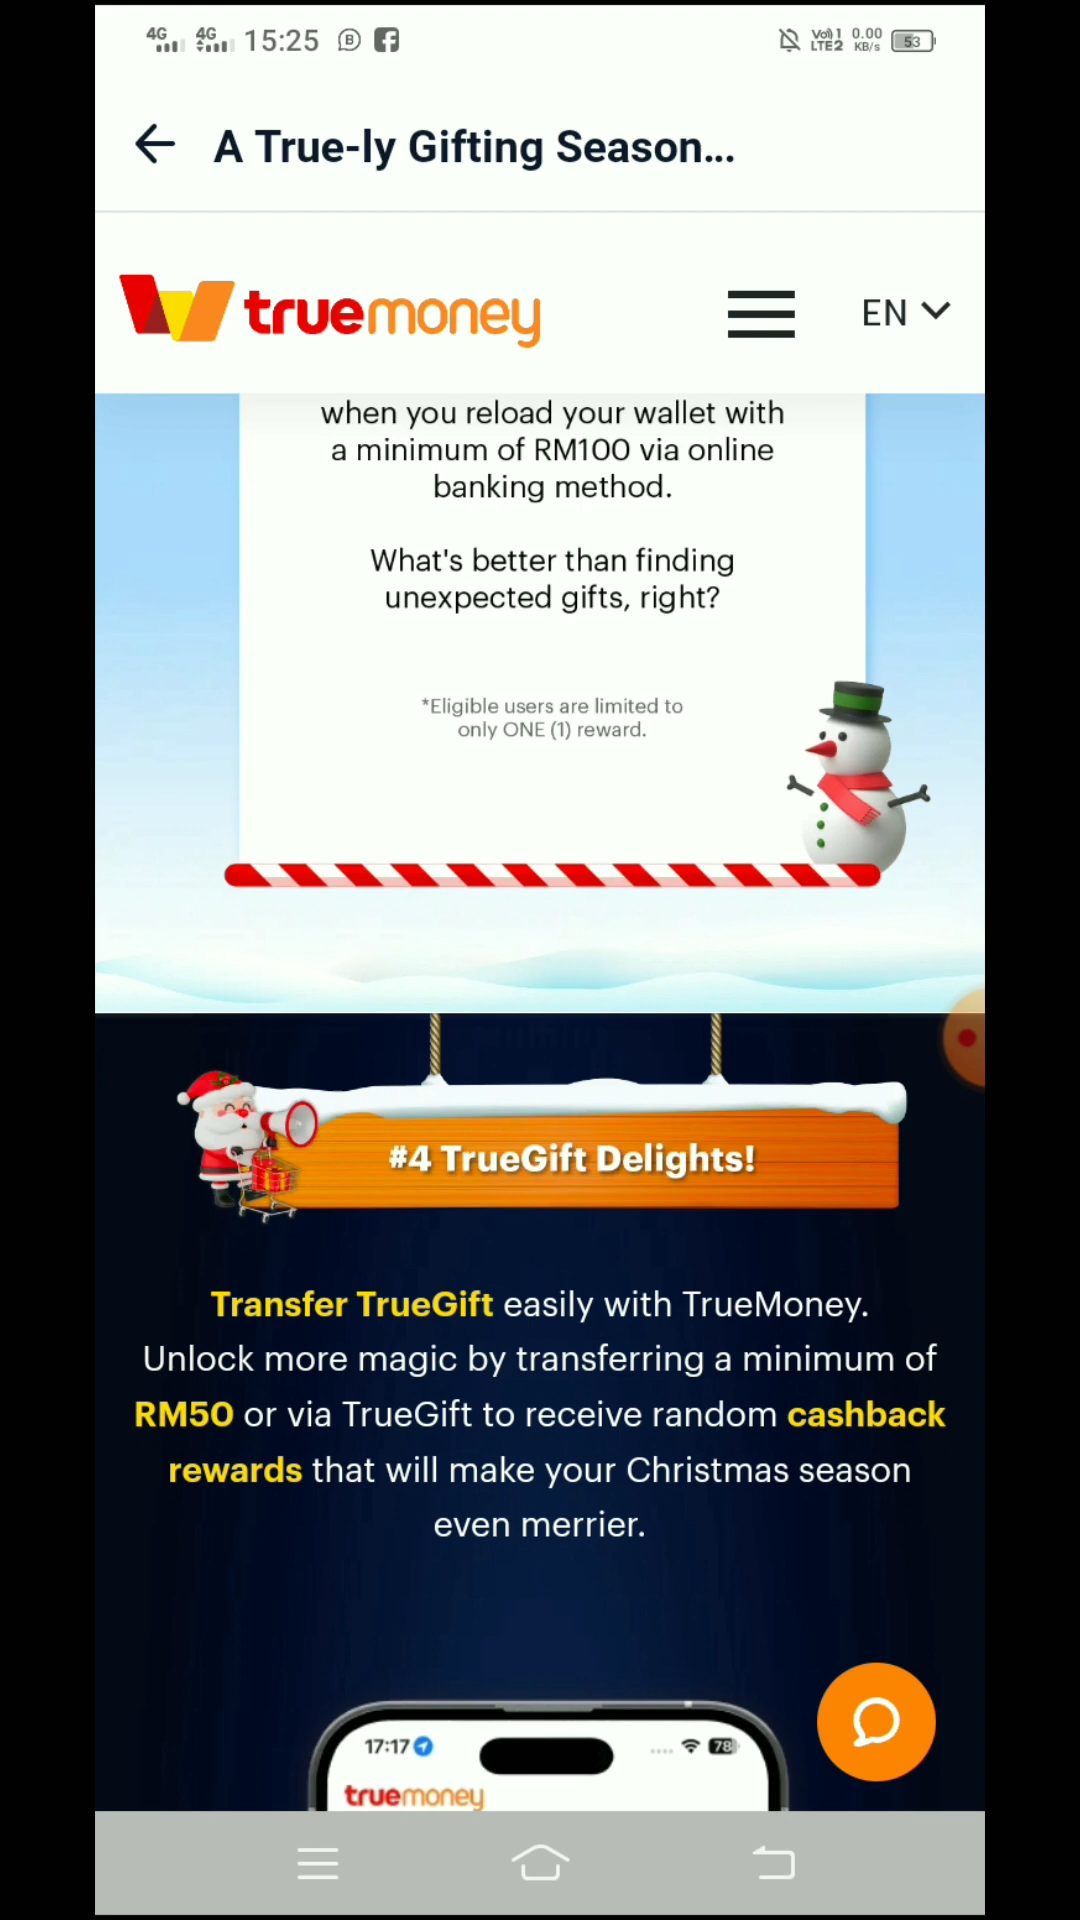 4G 4G 15:25 Vo) 1 LTE2 0.00 KB/s 53
A True-ly Gifting Season...
truemoney EN
when you reload your wallet with
a minimum of RM100 via online
banking method.
What's better than finding
unexpected gifts, right?
*Eligible users are limited to
only ONE (1) reward.
#4 TrueGift Delights!
Transfer TrueGift easily with TrueMoney.
Unlock more magic by transferring a minimum of
RM50 or via TrueGift to receive random cashback
rewards that will make your Christmas season
even merrier.
17:17 78
truemoney